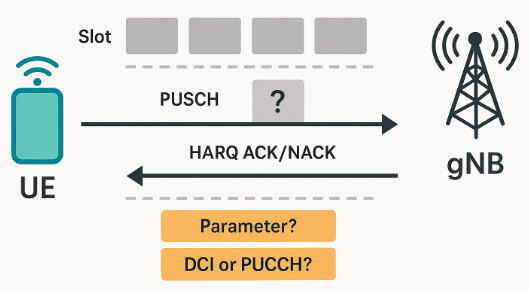 Slot
PUSCH
?
HARQ ACK/NACK
UE
gNB
Parameter?
DCI or PUCCH?